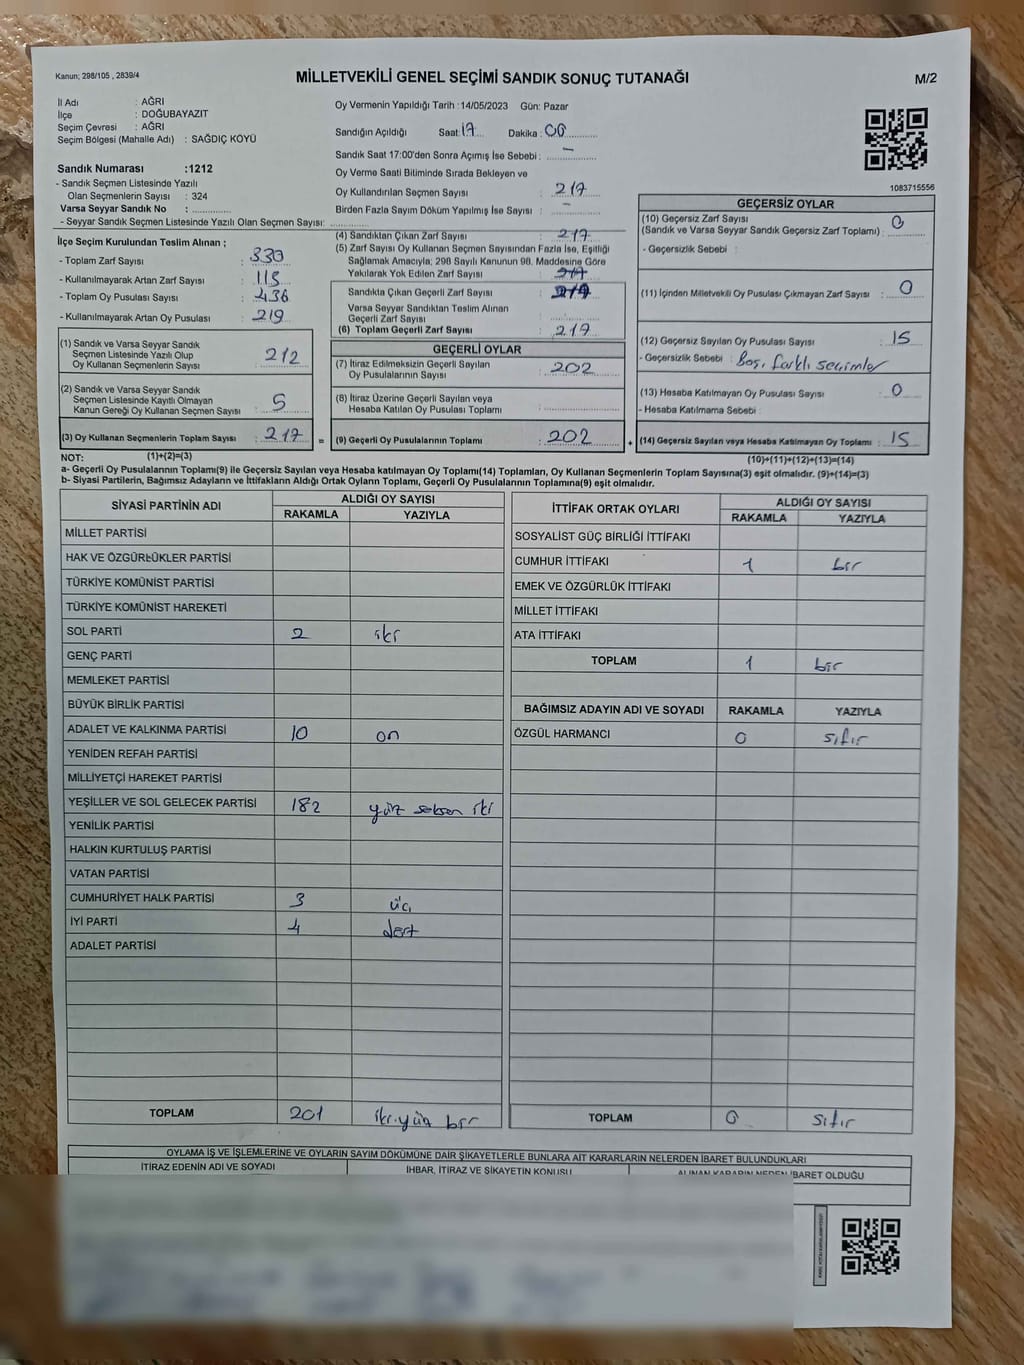 Kanun; 298/105 , 2839/4
MİLLETVEKİLİ GENEL SEÇİMİ SANDIK SONUÇ TUTANAĞI
M/2
İl Adı : AĞRI
İlçe : DOĞUBAYAZIT
Seçim Çevresi : AĞRI
Seçim Bölgesi (Mahalle Adı) : SAĞDIÇ KÖYÜ
Sandık Numarası :1212
- Sandık Seçmen Listesinde Yazılı
Olan Seçmenlerin Sayısı : 324
Varsa Seyyar Sandık No :
- Seyyar Sandık Seçmen Listesinde Yazılı Olan Seçmen Sayısı:
Oy Vermenin Yapıldığı Tarih :14/05/2023 Gün: Pazar
Sandığın Açıldığı Saat: 17 Dakika : 00
Sandık Saat 17:00'den Sonra Açımış İse Sebebi : -
Oy Verme Saati Bitiminde Sırada Bekleyen ve
Oy Kullandırılan Seçmen Sayısı : 217
Birden Fazla Sayım Döküm Yapılmış İse Sayısı : -
1083715556
İlçe Seçim Kurulundan Teslim Alınan ;
- Toplam Zarf Sayısı : 330
- Kullanılmayarak Artan Zarf Sayısı : 113
- Toplam Oy Pusulası Sayısı : 436
- Kullanılmayarak Artan Oy Pusulası : 219
(1) Sandık ve Varsa Seyyar Sandık
Seçmen Listesinde Yazılı Olup
Oy Kullanan Seçmenlerin Sayısı : 212
(2) Sandık ve Varsa Seyyar Sandık
Seçmen Listesinde Kayıtlı Olmayan
Kanun Gereği Oy Kullanan Seçmen Sayısı : 5
(3) Oy Kullanan Seçmenlerin Toplam Sayısı : 217
(4) Sandıktan Çıkan Zarf Sayısı : 217
(5) Zarf Sayısı Oy Kullanan Seçmen Sayısından Fazla İse, Eşitliği
Sağlamak Amacıyla; 298 Sayılı Kanunun 98. Maddesine Göre
Yakılarak Yok Edilen Zarf Sayısı : 217
Sandıkta Çıkan Geçerli Zarf Sayısı : 217
Varsa Seyyar Sandıktan Teslim Alınan
Geçerli Zarf Sayısı :
(6) Toplam Geçerli Zarf Sayısı : 217
GEÇERLİ OYLAR
(7) İtiraz Edilmeksizin Geçerli Sayılan
Oy Pusulalarının Sayısı : 202
(8) İtiraz Üzerine Geçerli Sayılan veya
Hesaba Katılan Oy Pusulası Toplamı :
= (9) Geçerli Oy Pusulalarının Toplamı : 202
GEÇERSİZ OYLAR
(10) Geçersiz Zarf Sayısı
(Sandık ve Varsa Seyyar Sandık Geçersiz Zarf Toplamı) : 0
- Geçersizlik Sebebi :
(11) İçinden Milletvekili Oy Pusulası Çıkmayan Zarf Sayısı : 0
(12) Geçersiz Sayılan Oy Pusulası Sayısı : 15
- Geçersizlik Sebebi : Boş, farklı seçimler
(13) Hesaba Katılmayan Oy Pusulası Sayısı : 0
- Hesaba Katılmama Sebebi :
+ (14) Geçersiz Sayılan veya Hesaba Katılmayan Oy Toplamı : 15
NOT: (1)+(2)=(3)
(10)+(11)+(12)+(13)=(14)
a- Geçerli Oy Pusulalarının Toplamı(9) ile Geçersiz Sayılan veya Hesaba katılmayan Oy Toplamı(14) Toplamları, Oy Kullanan Seçmenlerin Toplam Sayısına(3) eşit olmalıdır. (9)+(14)=(3)
b- Siyasi Partilerin, Bağımsız Adayların ve İttifakların Aldığı Ortak Oyların Toplamı, Geçerli Oy Pusulalarının Toplamına(9) eşit olmalıdır.
SİYASİ PARTİNİN ADI ALDIĞI OY SAYISI
RAKAMLA YAZIYLA
MİLLET PARTİSİ
HAK VE ÖZGÜRLÜKLER PARTİSİ
TÜRKİYE KOMÜNİST PARTİSİ
TÜRKİYE KOMÜNİST HAREKETİ
SOL PARTİ 2 iki
GENÇ PARTİ
MEMLEKET PARTİSİ
BÜYÜK BİRLİK PARTİSİ
ADALET VE KALKINMA PARTİSİ 10 on
YENİDEN REFAH PARTİSİ
MİLLİYETÇİ HAREKET PARTİSİ
YEŞİLLER VE SOL GELECEK PARTİSİ 182 yüz seksen iki
YENİLİK PARTİSİ
HALKIN KURTULUŞ PARTİSİ
VATAN PARTİSİ
CUMHURİYET HALK PARTİSİ 3 üç
İYİ PARTİ 4 dört
ADALET PARTİSİ
TOPLAM 201 iki yüz bir
İTTİFAK ORTAK OYLARI ALDIĞI OY SAYISI
RAKAMLA YAZIYLA
SOSYALİST GÜÇ BİRLİĞİ İTTİFAKI
CUMHUR İTTİFAKI 1 bir
EMEK VE ÖZGÜRLÜK İTTİFAKI
MİLLET İTTİFAKI
ATA İTTİFAKI
TOPLAM 1 bir
BAĞIMSIZ ADAYIN ADI VE SOYADI RAKAMLA YAZIYLA
ÖZGÜL HARMANCI 0 sıfır
TOPLAM 0 sıfır
OYLAMA İŞ VE İŞLEMLERİNE VE OYLARIN SAYIM DÖKÜMÜNE DAİR ŞİKAYETLERLE BUNLARA AİT KARARLARIN NELERDEN İBARET BULUNDUKLARI
İTİRAZ EDENİN ADI VE SOYADI İHBAR, İTİRAZ VE ŞİKAYETİN KONUSU ALINAN KARARIN NEDEN İBARET OLDUĞU